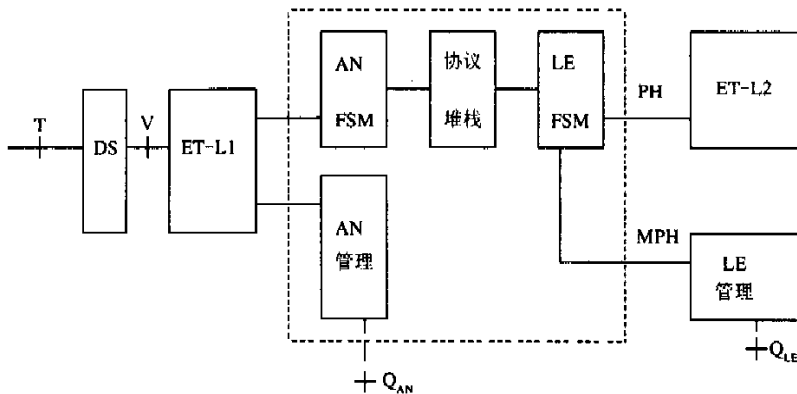 AN
FSM
协议
堆栈
LE
FSM
PH
ET-L2
T
DS
V
ET-L1
AN
管理
MPH
LE
管理
Q_AN
Q_LE